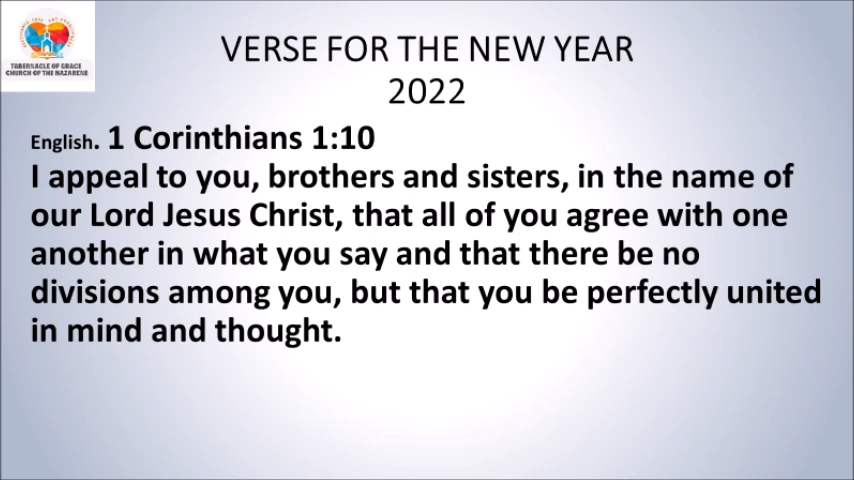 TABERNACLE OF GRACE
CHURCH OF THE NAZARENE
VERSE FOR THE NEW YEAR
2022
English. 1 Corinthians 1:10
I appeal to you, brothers and sisters, in the name of
our Lord Jesus Christ, that all of you agree with one
another in what you say and that there be no
divisions among you, but that you be perfectly united
in mind and thought.